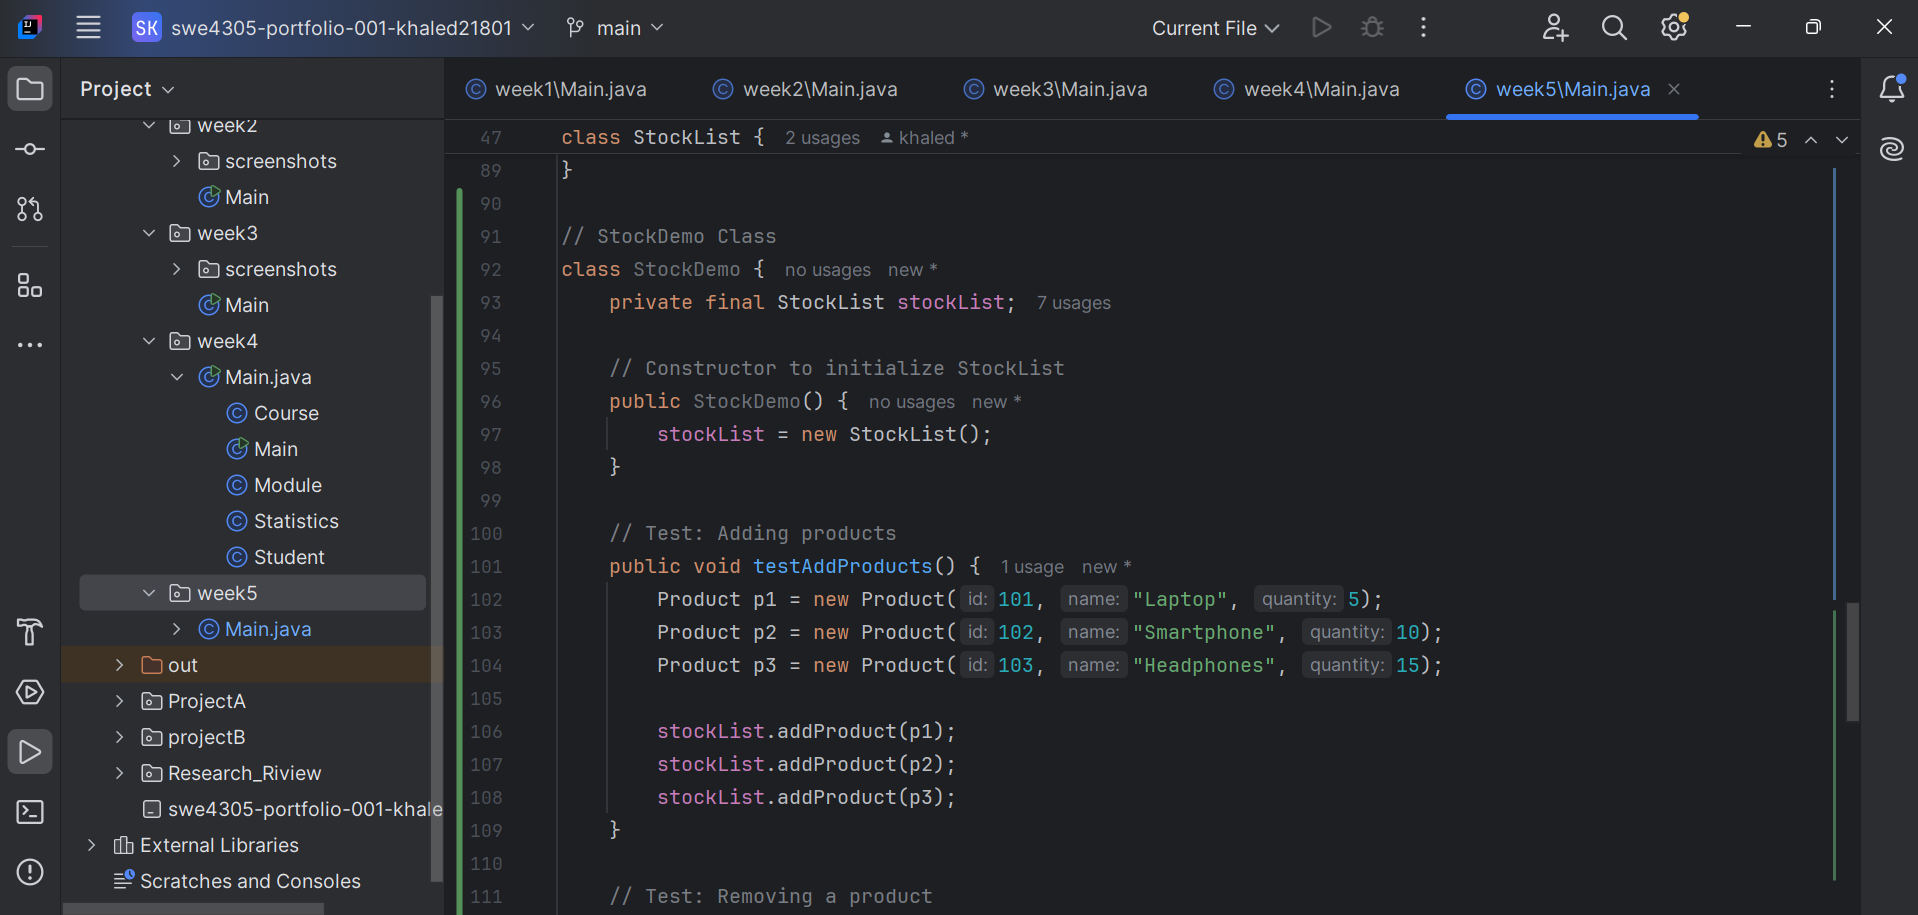 SK swe4305-portfolio-001-khaled21801 main Current File
Project
week2
screenshots
Main
week3
screenshots
Main
week4
Main.java
Course
Main
Module
Statistics
Student
week5
Main.java
out
ProjectA
projectB
Research_Riview
swe4305-portfolio-001-khale
External Libraries
Scratches and Consoles
week1\Main.java week2\Main.java week3\Main.java week4\Main.java week5\Main.java
47 class StockList { 2 usages khaled * 5
89 }
90
91 // StockDemo Class
92 class StockDemo { no usages new *
93 private final StockList stockList; 7 usages
94
95 // Constructor to initialize StockList
96 public StockDemo() { no usages new *
97 stockList = new StockList();
98 }
99
100 // Test: Adding products
101 public void testAddProducts() { 1 usage new *
102 Product p1 = new Product( id: 101, name: "Laptop", quantity: 5);
103 Product p2 = new Product( id: 102, name: "Smartphone", quantity: 10);
104 Product p3 = new Product( id: 103, name: "Headphones", quantity: 15);
105
106 stockList.addProduct(p1);
107 stockList.addProduct(p2);
108 stockList.addProduct(p3);
109 }
110
111 // Test: Removing a product